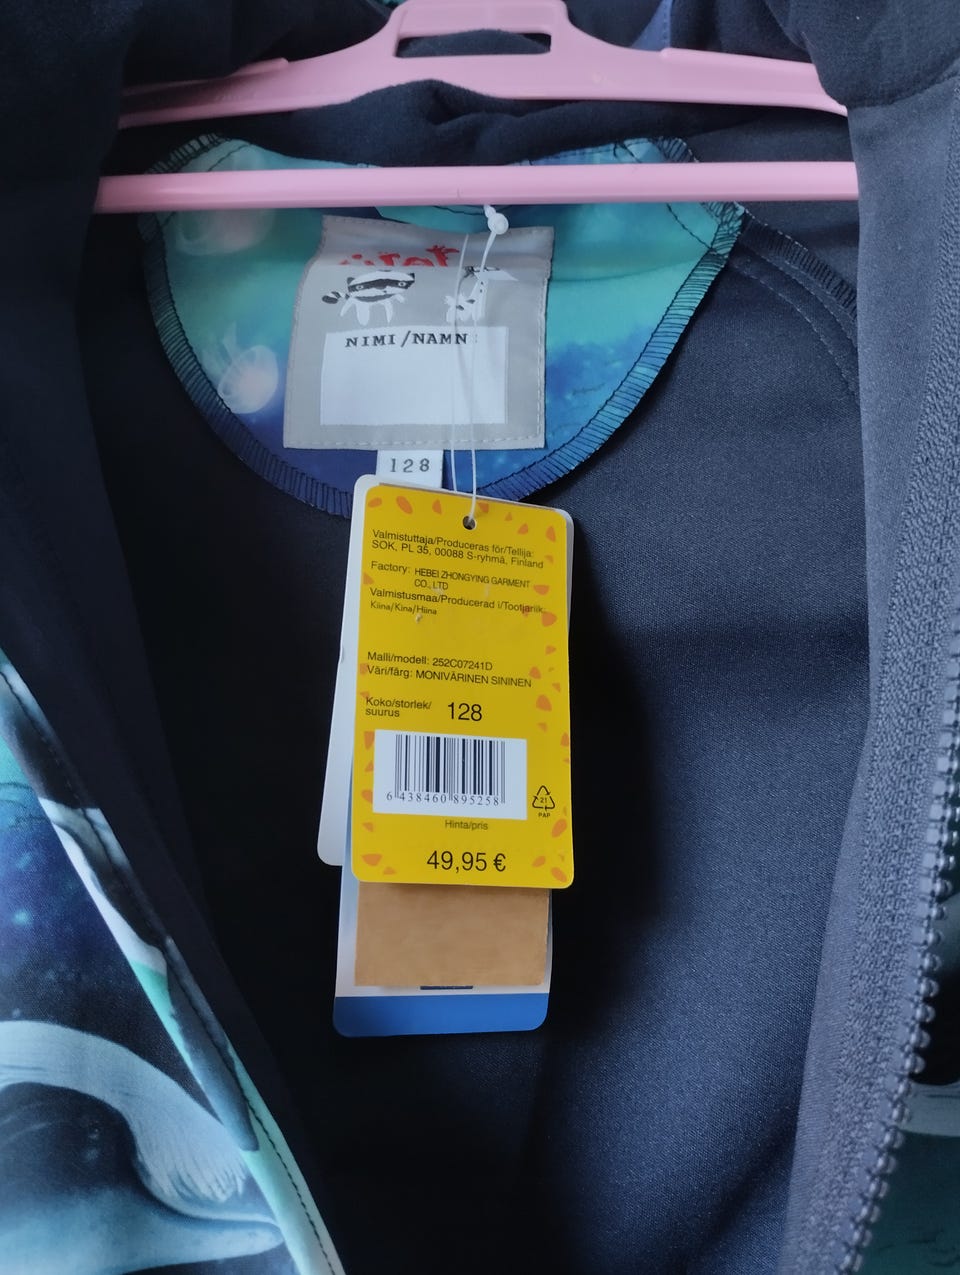 NIMI/NAMN
128
Valmistuttaja/Produceras för/Tellija:
SOK, PL 35, 00088 S-ryhmä, Finland
Factory: HEBEI ZHONGYING GARMENT
CO., LTD
Valmistusmaa/Producerad i/Tootjariik:
Kiina/Kina/Hiina
Malli/modell: 252C07241D
Väri/färg: MONIVÄRINEN SININEN
Koko/storlek/
suurus 128
6 438460 895258
21
PAP
Hinta/pris
49,95 €